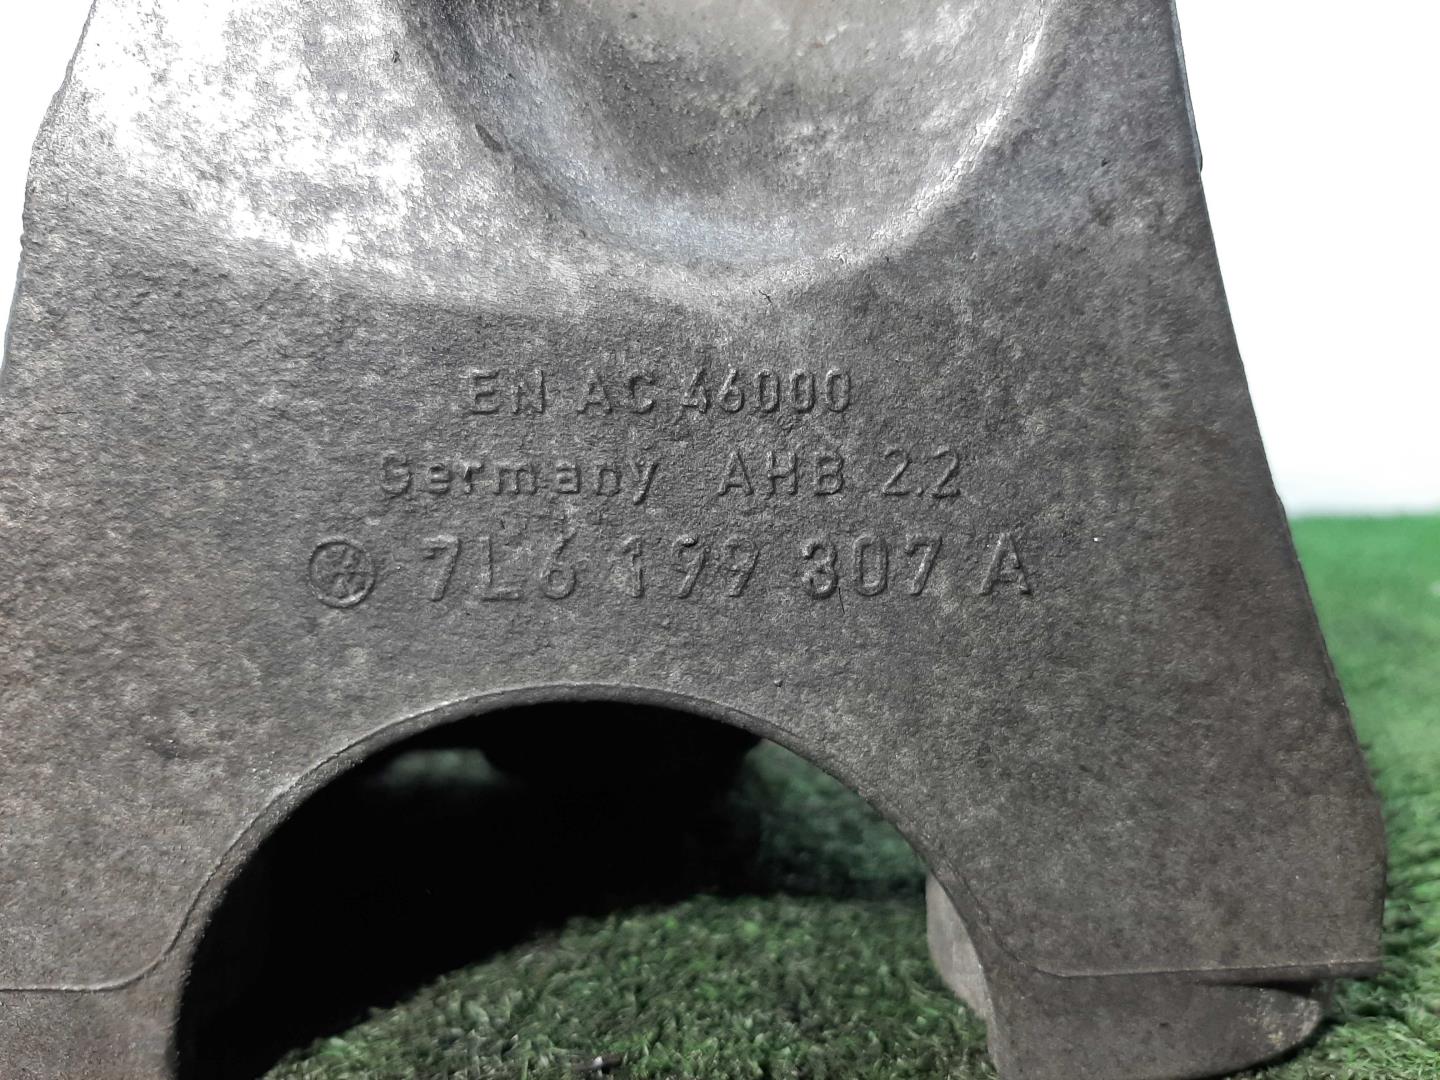 EN AC 46000
Germany AHB 2.2
7L6 199 307 A